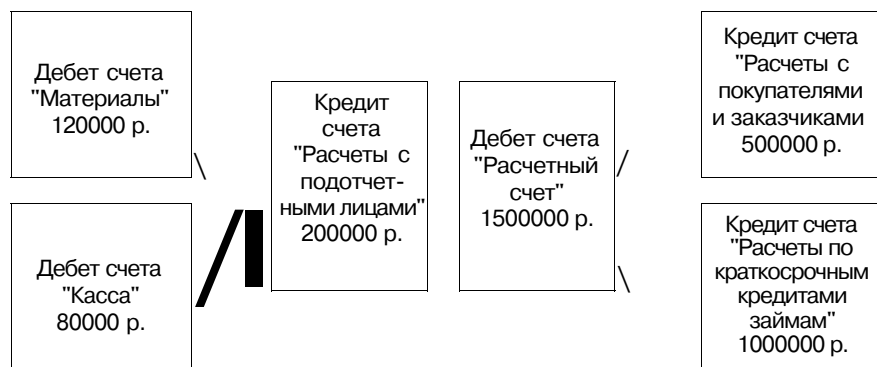 Дебет счета
"Материалы"
120000 р.
Дебет счета
"Касса"
80000 р.
Кредит
счета
"Расчеты с
подотчет-
ными лицами"
200000 р.
Дебет счета
"Расчетный
счет"
1500000 р.
Кредит счета
"Расчеты с
покупателями
и заказчиками
500000 р.
Кредит счета
"Расчеты по
краткосрочным
кредитами
займам"
1000000 р.